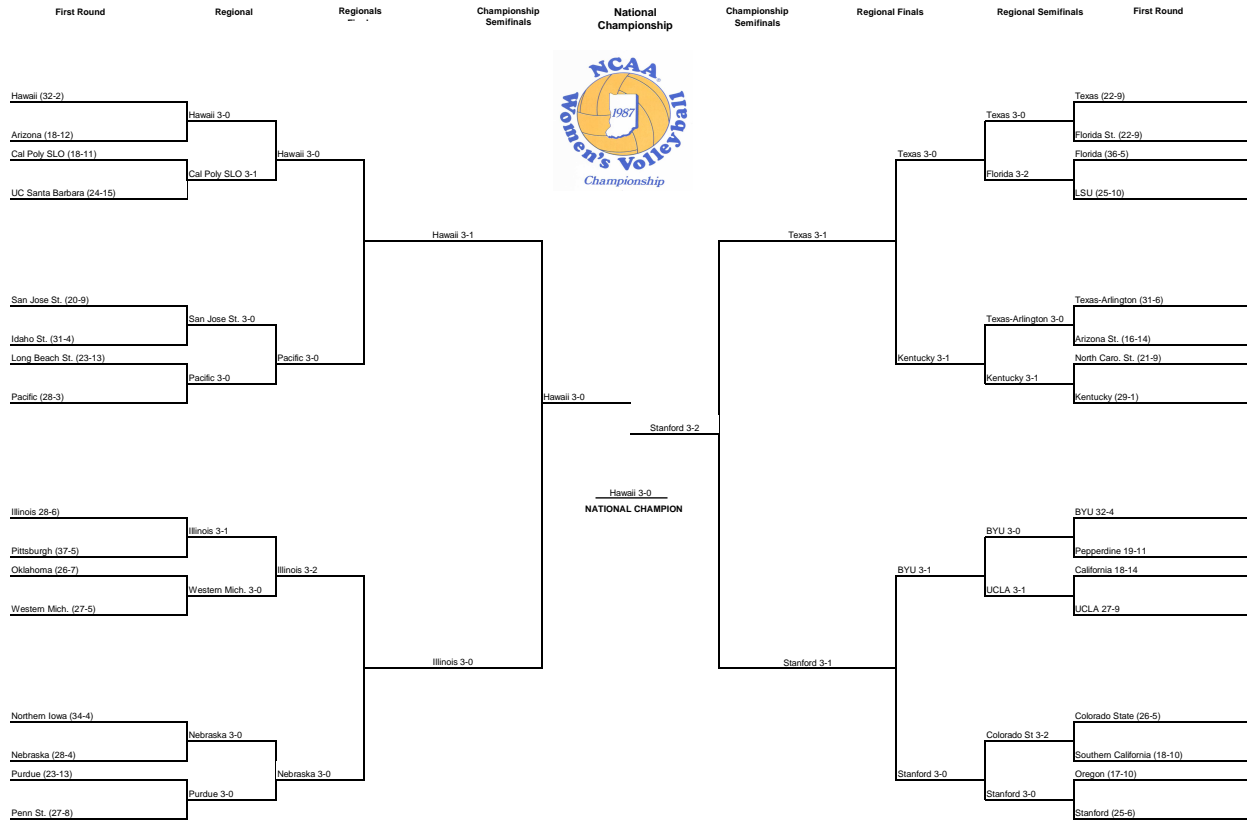 First Round
Regional
Regionals
Championship
Semifinals
National
Championship
Championship
Semifinals
Regional Finals
Regional Semifinals
First Round
NCAA
Women's Volleyball
1987
Championship
Hawaii (32-2)
Hawaii 3-0
Arizona (18-12)
Cal Poly SLO (18-11)
Hawaii 3-0
Cal Poly SLO 3-1
UC Santa Barbara (24-15)
Hawaii 3-1
San Jose St. (20-9)
San Jose St. 3-0
Idaho St. (31-4)
Long Beach St. (23-13)
Pacific 3-0
Pacific 3-0
Pacific (28-3)
Hawaii 3-0
Illinois 28-6)
Illinois 3-1
Pittsburgh (37-5)
Oklahoma (26-7)
Illinois 3-2
Western Mich. 3-0
Western Mich. (27-5)
Illinois 3-0
Northern Iowa (34-4)
Nebraska 3-0
Nebraska (28-4)
Purdue (23-13)
Nebraska 3-0
Purdue 3-0
Penn St. (27-8)
Stanford 3-2
Hawaii 3-0
NATIONAL CHAMPION
Texas (22-9)
Texas 3-0
Florida St. (22-9)
Florida (36-5)
Texas 3-0
Florida 3-2
LSU (25-10)
Texas 3-1
Texas-Arlington (31-6)
Texas-Arlington 3-0
Arizona St. (16-14)
North Caro. St. (21-9)
Kentucky 3-1
Kentucky 3-1
Kentucky (29-1)
BYU 32-4
BYU 3-0
Pepperdine 19-11
California 18-14
BYU 3-1
UCLA 3-1
UCLA 27-9
Stanford 3-1
Colorado State (26-5)
Colorado St 3-2
Southern California (18-10)
Oregon (17-10)
Stanford 3-0
Stanford 3-0
Stanford (25-6)